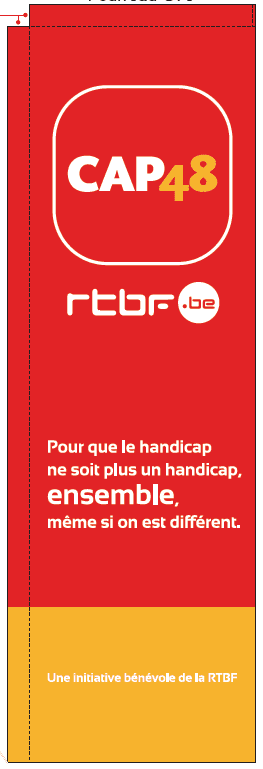 CAP48
rtbf.be
Pour que le handicap
ne soit plus un handicap,
ensemble,
même si on est différent.
Une initiative bénévole de la RTBF